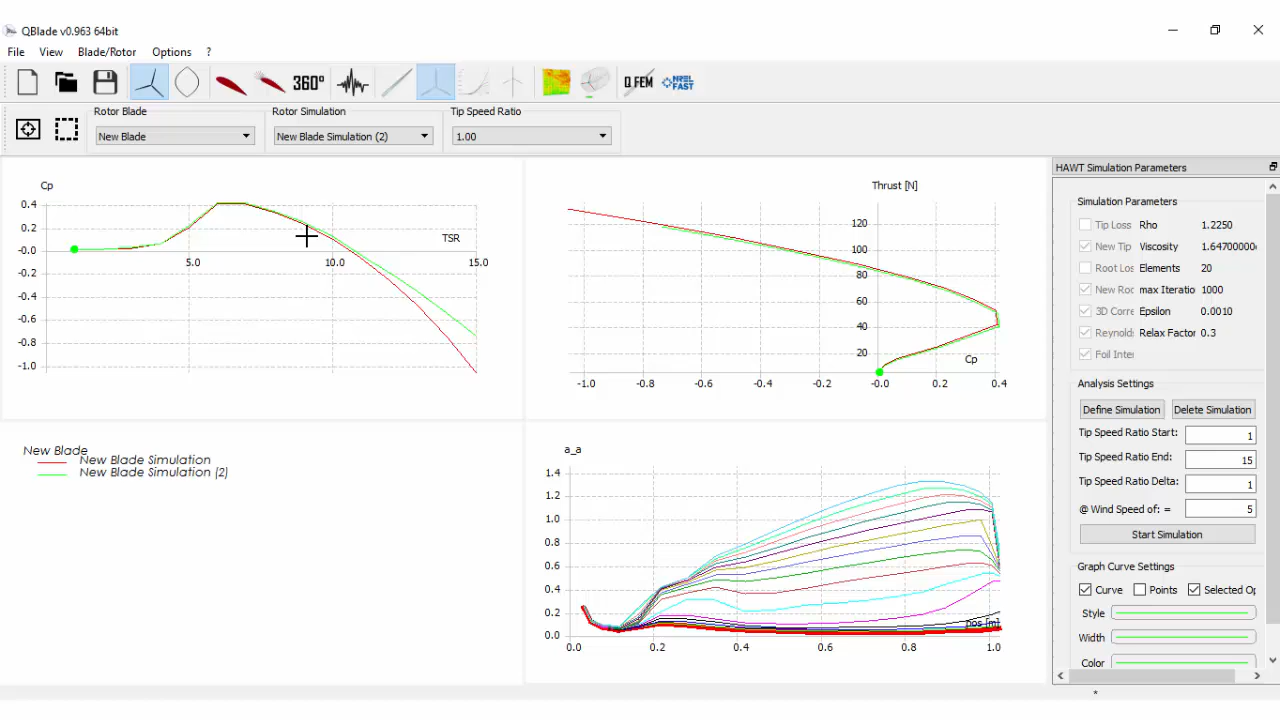 QBlade v0.963 64bit
File View Blade/Rotor Options ?
360° Q FEM NREL FAST
Rotor Blade Rotor Simulation Tip Speed Ratio
New Blade New Blade Simulation (2) 1.00
Cp
0.4
0.2
-0.0
-0.2
-0.4
-0.6
-0.8
-1.0
5.0 10.0 15.0
TSR
Thrust [N]
120
100
80
60
40
20
Cp
-1.0 -0.8 -0.6 -0.4 -0.2 -0.0 0.2 0.4
New Blade
New Blade Simulation
New Blade Simulation (2)
a_a
1.4
1.2
1.0
0.8
0.6
0.4
0.2
0.0
pos [m]
0.0 0.2 0.4 0.6 0.8 1.0
HAWT Simulation Parameters
Simulation Parameters
Tip Loss Rho 1.2250
New Tip Viscosity 1.64700000
Root Los Elements 20
New Roo max Iteratio 1000
3D Corre Epsilon 0.0010
Reynolds Relax Factor 0.3
Foil Inter
Analysis Settings
Define Simulation Delete Simulation
Tip Speed Ratio Start: 1
Tip Speed Ratio End: 15
Tip Speed Ratio Delta: 1
@ Wind Speed of: = 5
Start Simulation
Graph Curve Settings
Curve Points Selected Op
Style
Width
Color
*